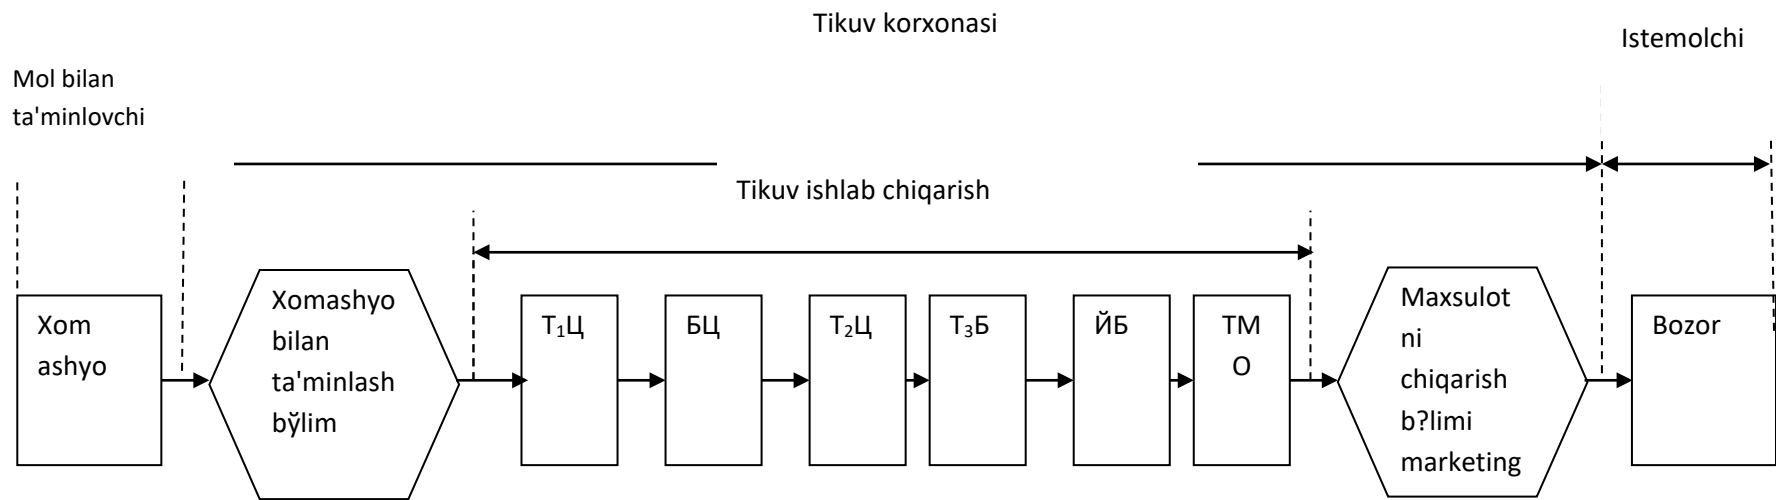 Tikuv korxonasi
Istemolchi
Mol bilan
ta'minlovchi
Tikuv ishlab chiqarish
Xom
ashyo
Xomashyo
bilan
ta'minlash
bўlim
Т₁Ц
БЦ
Т₂Ц
Т₃Б
ЙБ
ТМ
О
Maxsulot
ni
chiqarish
b?limi
marketing
Bozor